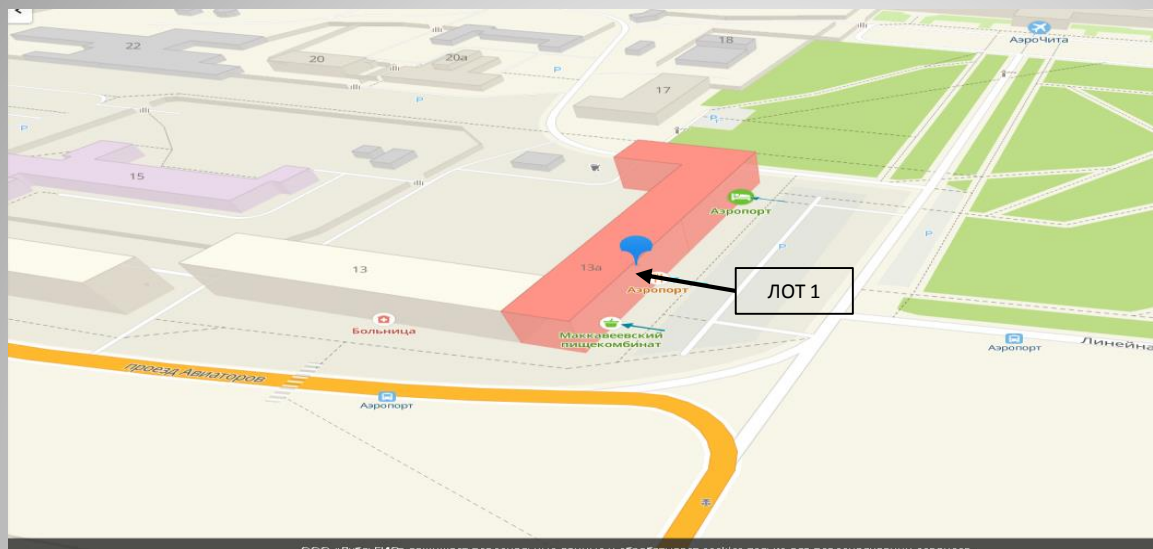 22
20
20а
18
АэроЧита
17
P
P
P
P
15
Аэропорт
P
P
13
13а
Аэропорт
ЛОТ 1
Больница
Маккавеевский
пищекомбинат
Аэропорт
Линейна
проезд Авиаторов
Аэропорт